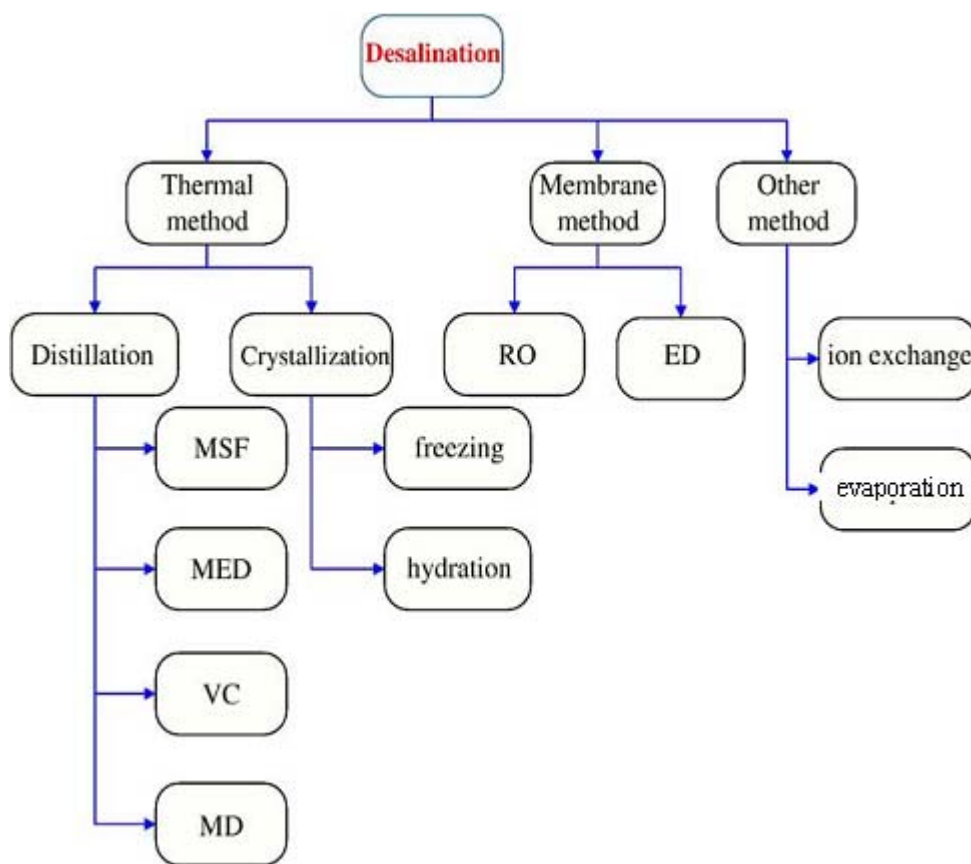 Desalination
Thermal
method
Membrane
method
Other
method
Distillation
Crystallization
RO
ED
ion exchange
MSF
freezing
evaporation
MED
hydration
VC
MD